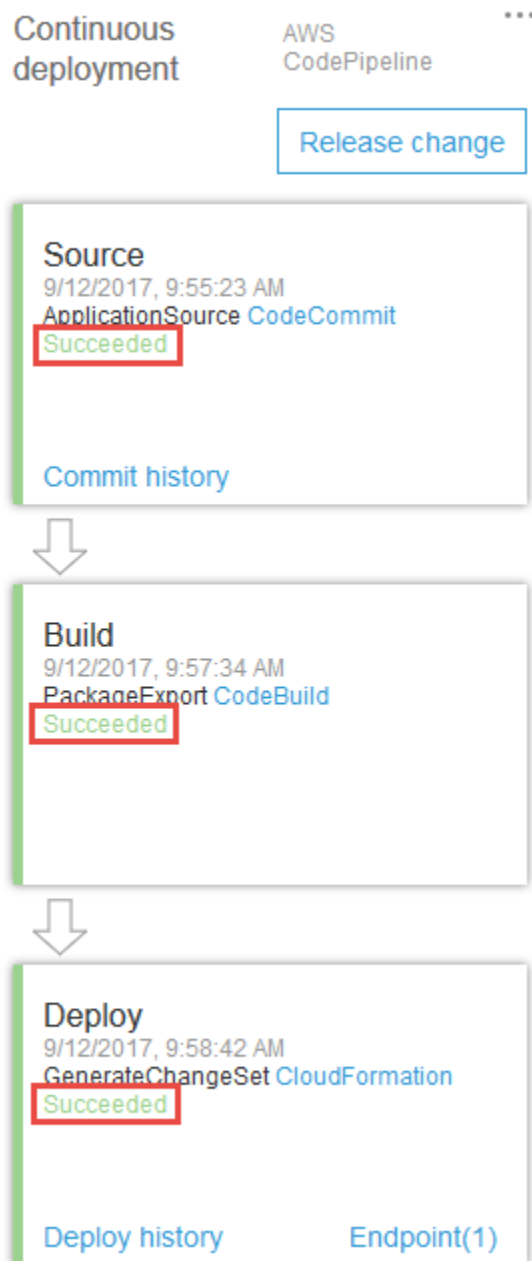 Continuous
deployment
AWS
CodePipeline
Release change
Source
9/12/2017, 9:55:23 AM
ApplicationSource CodeCommit
Succeeded
Commit history
Build
9/12/2017, 9:57:34 AM
PackageExport CodeBuild
Succeeded
Deploy
9/12/2017, 9:58:42 AM
GenerateChangeSet CloudFormation
Succeeded
Deploy history Endpoint(1)